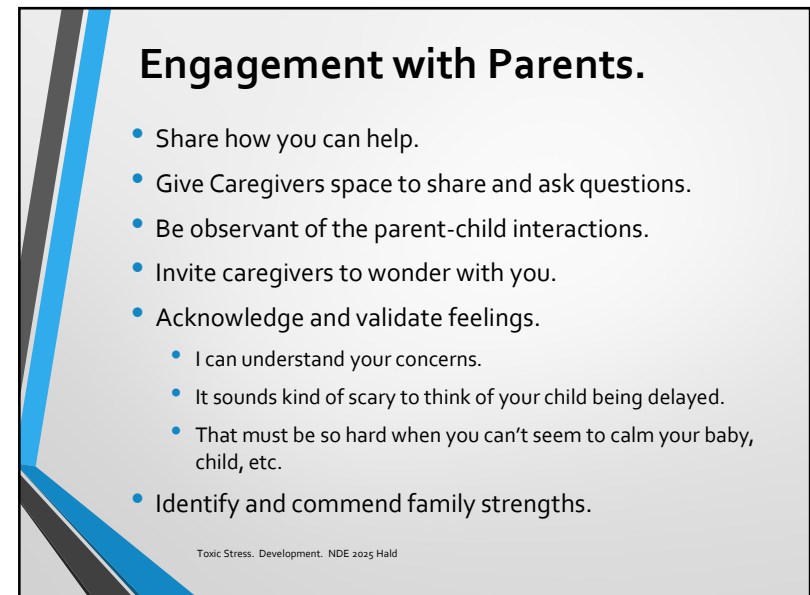 Engagement with Parents.
• Share how you can help.
• Give Caregivers space to share and ask questions.
• Be observant of the parent-child interactions.
• Invite caregivers to wonder with you.
• Acknowledge and validate feelings.
• I can understand your concerns.
• It sounds kind of scary to think of your child being delayed.
• That must be so hard when you can't seem to calm your baby,
child, etc.
• Identify and commend family strengths.
Toxic Stress. Development. NDE 2025 Hald